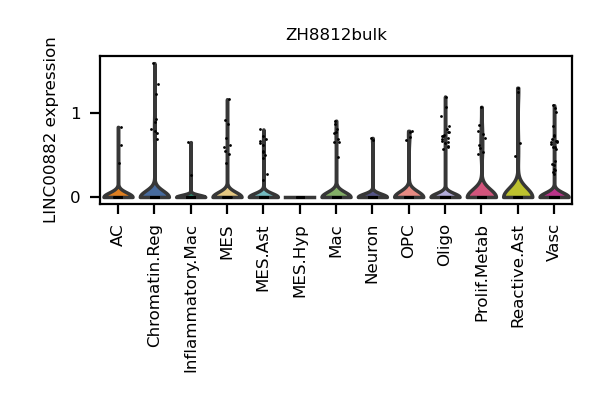 ZH8812bulk
LINC00882 expression
1
0
AC
Chromatin.Reg
Inflammatory.Mac
MES
MES.Ast
MES.Hyp
Mac
Neuron
OPC
Oligo
Prolif.Metab
Reactive.Ast
Vasc